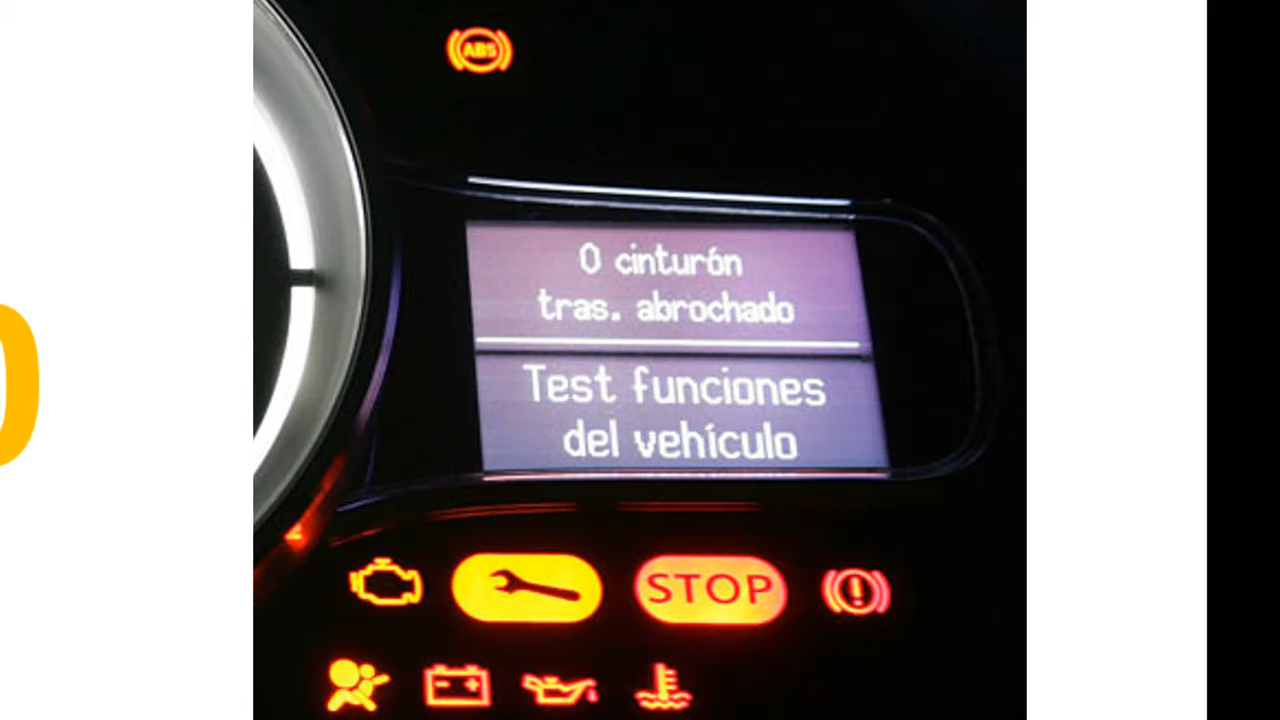 ABS
0 cinturón
tras. abrochado
Test funciones
del vehículo
STOP